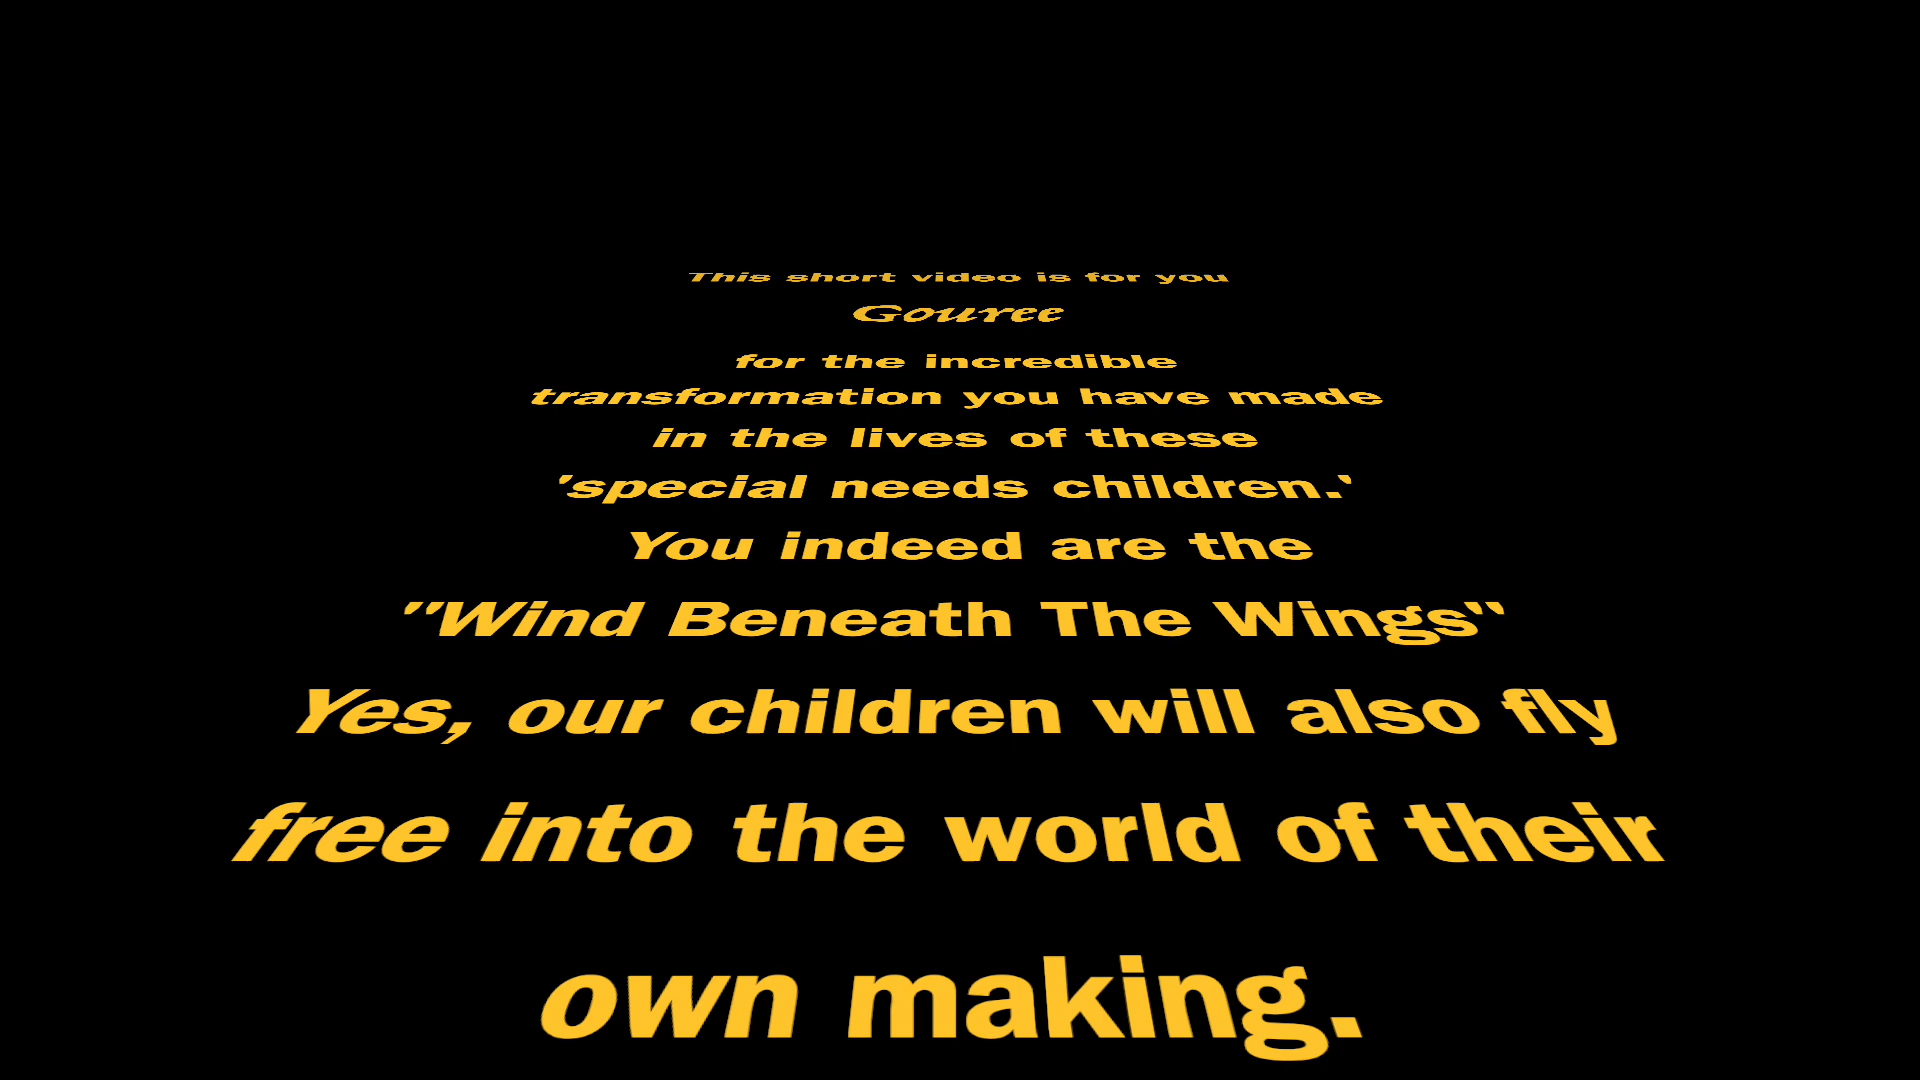 This short video is for you
Gouree
for the incredible
transformation you have made
in the lives of these
'special needs children.'
You indeed are the
"Wind Beneath The Wings"
Yes, our children will also fly
free into the world of their
own making.